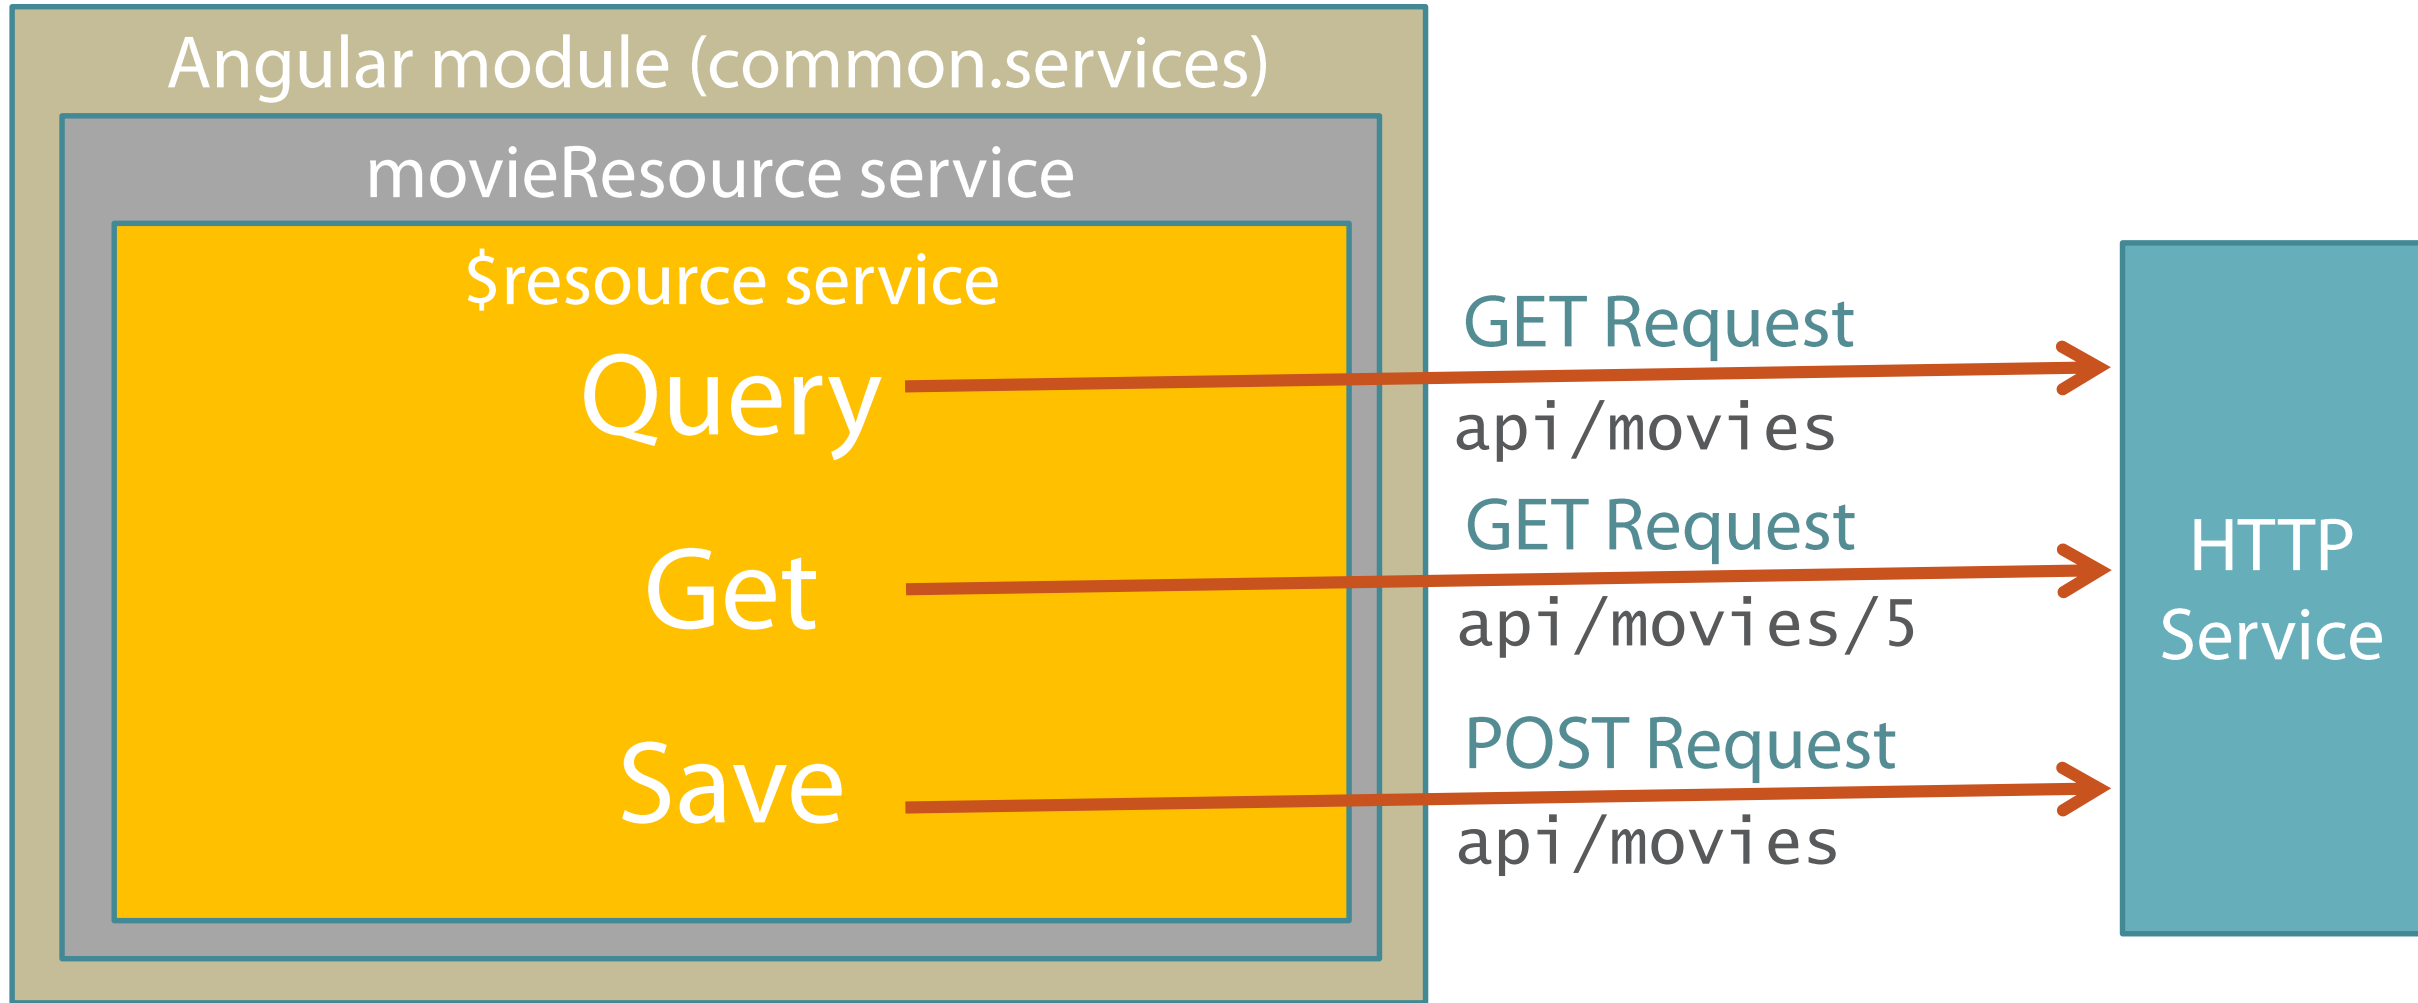 Angular module (common.services)
movieResource service
$resource service
Query
GET Request
api/movies
Get
GET Request
api/movies/5
Save
POST Request
api/movies
HTTP
Service